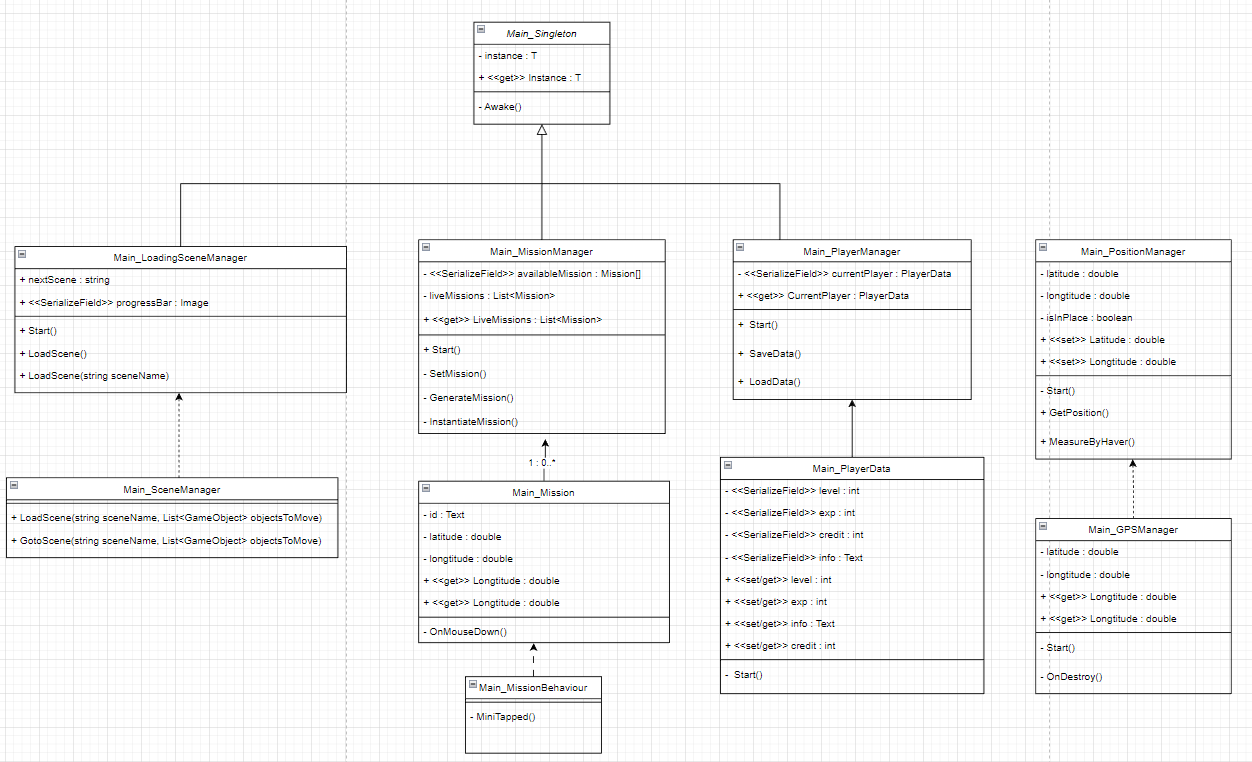 Main_Singleton
- instance : T
+ <<get>> Instance : T
- Awake()
Main_LoadingSceneManager
+ nextScene : string
+ <<SerializeField>> progressBar : Image
+ Start()
+ LoadScene()
+ LoadScene(string sceneName)
Main_MissionManager
- <<SerializeField>> availableMission : Mission[]
- liveMissions : List<Mission>
+ <<get>> LiveMissions : List<Mission>
+ Start()
- SetMission()
- GenerateMission()
- InstantiateMission()
Main_PlayerManager
- <<SerializeField>> currentPlayer : PlayerData
+ <<get>> CurrentPlayer : PlayerData
+ Start()
+ SaveData()
+ LoadData()
Main_PositionManager
- latitude : double
- longtitude : double
- isInPlace : boolean
+ <<set>> Latitude : double
+ <<set>> Longtitude : double
- Start()
+ GetPosition()
+ MeasureByHaver()
1 : 0..*
Main_SceneManager
+ LoadScene(string sceneName, List<GameObject> objectsToMove)
+ GotoScene(string sceneName, List<GameObject> objectsToMove)
Main_Mission
- id : Text
- latitude : double
- longtitude : double
+ <<get>> Longtitude : double
+ <<get>> Longtitude : double
- OnMouseDown()
Main_MissionBehaviour
- MiniTapped()
Main_PlayerData
- <<SerializeField>> level : int
- <<SerializeField>> exp : int
- <<SerializeField>> credit : int
- <<SerializeField>> info : Text
+ <<set/get>> level : int
+ <<set/get>> exp : int
+ <<set/get>> info : Text
+ <<set/get>> credit : int
- Start()
Main_GPSManager
- latitude : double
- longtitude : double
+ <<get>> Longtitude : double
+ <<get>> Longtitude : double
- Start()
- OnDestroy()